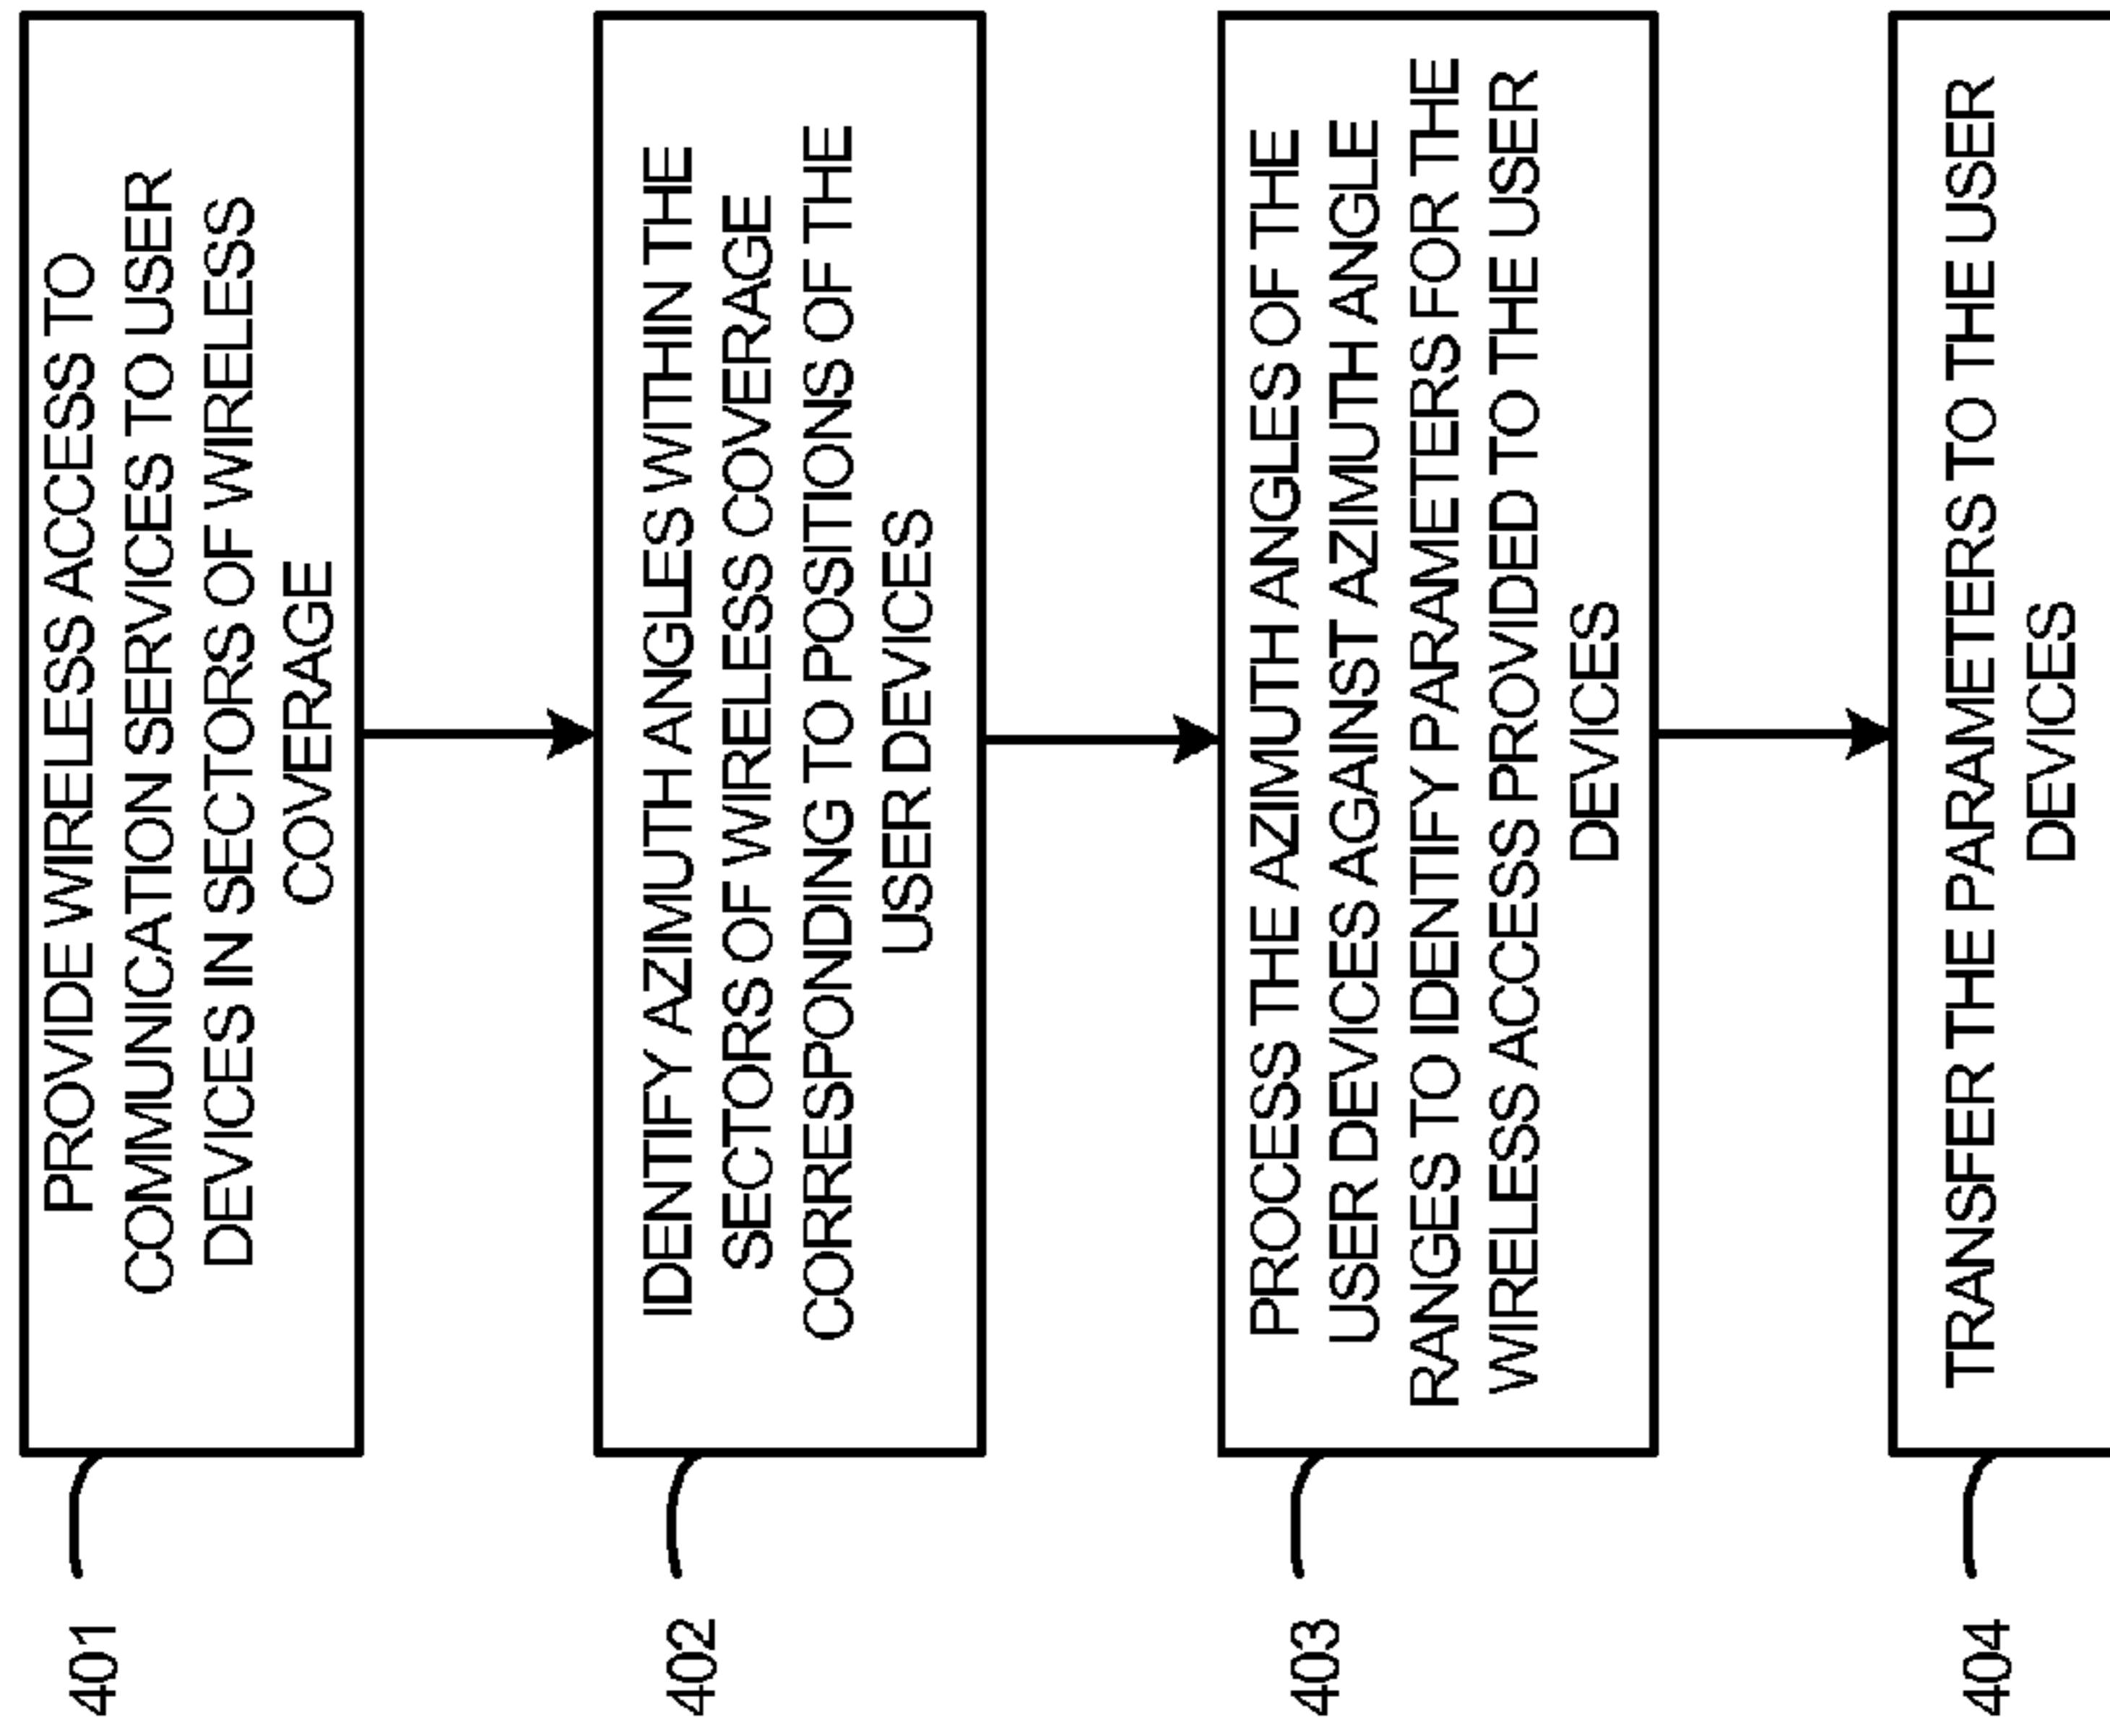 401
PROVIDE WIRELESS ACCESS TO
COMMUNICATION SERVICES TO USER
DEVICES IN SECTORS OF WIRELESS
COVERAGE
402
IDENTIFY AZIMUTH ANGLES WITHIN THE
SECTORS OF WIRELESS COVERAGE
CORRESPONDING TO POSITIONS OF THE
USER DEVICES
403
PROCESS THE AZIMUTH ANGLES OF THE
USER DEVICES AGAINST AZIMUTH ANGLE
RANGES TO IDENTIFY PARAMETERS FOR THE
WIRELESS ACCESS PROVIDED TO THE USER
DEVICES
404
TRANSFER THE PARAMETERS TO THE USER
DEVICES